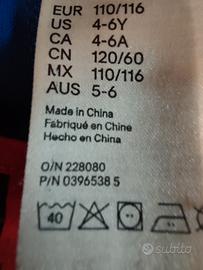 EUR 110/116
US 4-6Y
CA 4-6A
CN 120/60
MX 110/116
AUS 5-6
Made in China
Fabriqué en Chine
Hecho en China
O/N 228080
P/N 0396538 5
40
subito